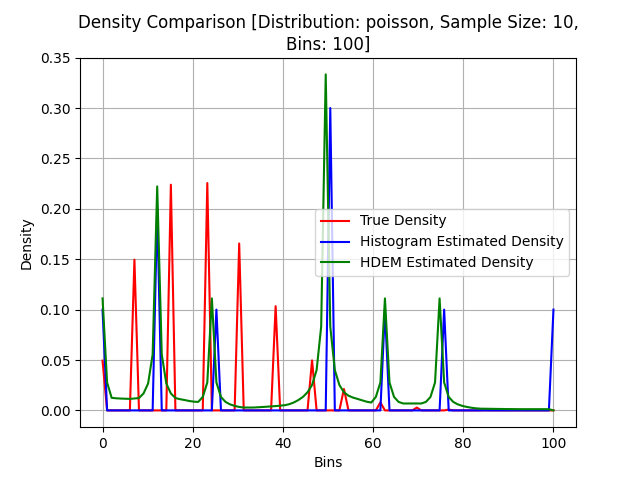 Density Comparison [Distribution: poisson, Sample Size: 10,
Bins: 100]
0.35
0.30
0.25
0.20
0.15
0.10
0.05
0.00
Density
True Density
Histogram Estimated Density
HDEM Estimated Density
0 20 40 60 80 100
Bins